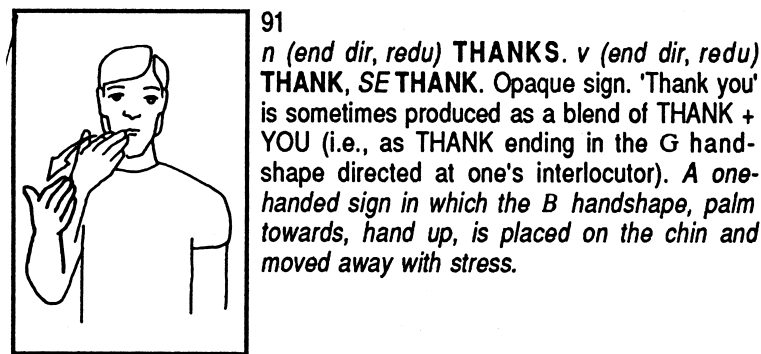 91
n (end dir, redu) THANKS. v (end dir, redu)
THANK, SE THANK. Opaque sign. 'Thank you'
is sometimes produced as a blend of THANK +
YOU (i.e., as THANK ending in the G hand-
shape directed at one's interlocutor). A one-
handed sign in which the B handshape, palm
towards, hand up, is placed on the chin and
moved away with stress.